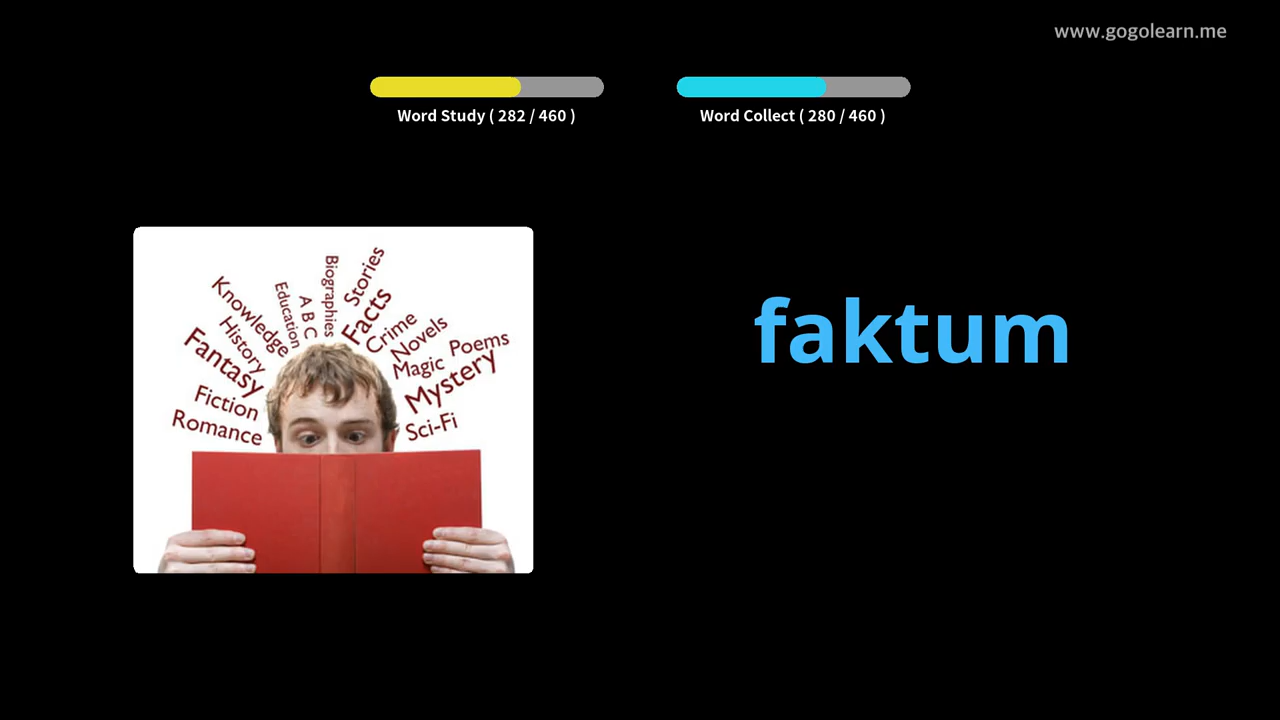 www.gogolearn.me
Word Study ( 282 / 460 )
Word Collect ( 280 / 460 )
faktum
Biographies
Stories
Education
A B C
Facts
Knowledge
Crime
History
Novels
Fantasy
Magic
Poems
Mystery
Fiction
Romance
Sci-Fi